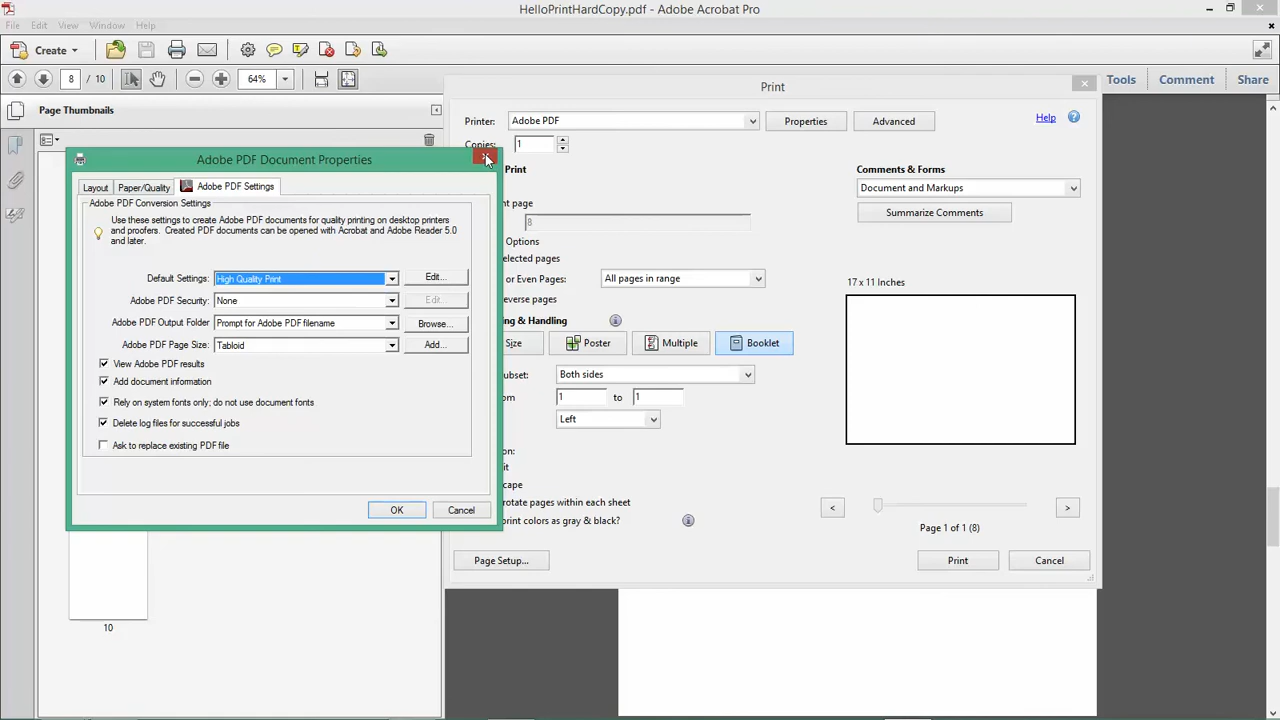 HelloPrintHardCopy.pdf - Adobe Acrobat Pro
File Edit View Window Help
Create
8 / 10 64% Tools Comment Share
Page Thumbnails
Print
Printer: Adobe PDF Properties Advanced Help
Copies: 1
Adobe PDF Document Properties
Layout Paper/Quality Adobe PDF Settings
Adobe PDF Conversion Settings
Use these settings to create Adobe PDF documents for quality printing on desktop printers
and proofers. Created PDF documents can be opened with Acrobat and Adobe Reader 5.0
and later.
Default Settings: High Quality Print Edit...
Adobe PDF Security: None Edit...
Adobe PDF Output Folder Prompt for Adobe PDF filename Browse...
Adobe PDF Page Size: Tabloid Add...
View Adobe PDF results
Add document information
Rely on system fonts only; do not use document fonts
Delete log files for successful jobs
Ask to replace existing PDF file
OK Cancel
Print
nt page
8
Options
elected pages
or Even Pages: All pages in range
everse pages
ng & Handling
Size Poster Multiple Booklet
ubset: Both sides
om 1 to 1
Left
on:
it
cape
rotate pages within each sheet
print colors as gray & black?
Page Setup...
Comments & Forms
Document and Markups
Summarize Comments
17 x 11 Inches
< >
Page 1 of 1 (8)
Print Cancel
10